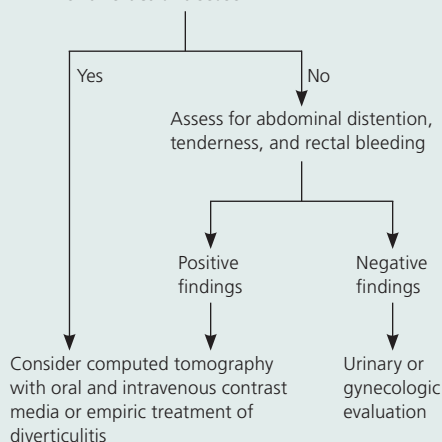 Yes
No
Assess for abdominal distention,
tenderness, and rectal bleeding
Positive
findings
Negative
findings
Consider computed tomography
with oral and intravenous contrast
media or empiric treatment of
diverticulitis
Urinary or
gynecologic
evaluation